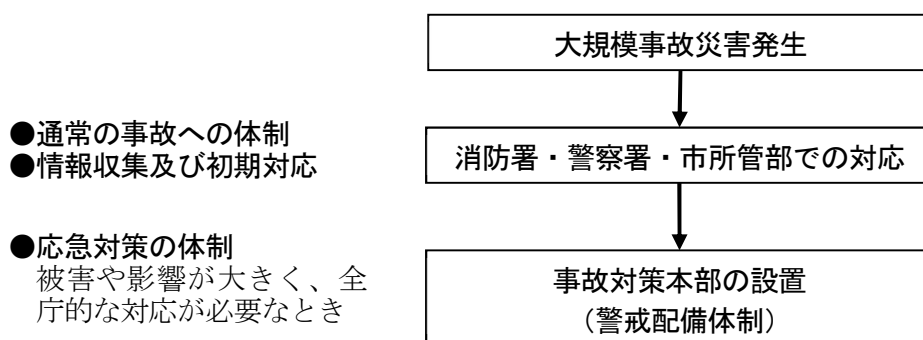 大規模事故災害発生
●通常の事故への体制
●情報収集及び初期対応
消防署・警察署・市所管部での対応
●応急対策の体制
被害や影響が大きく、全
庁的な対応が必要なとき
事故対策本部の設置
（警戒配備体制）